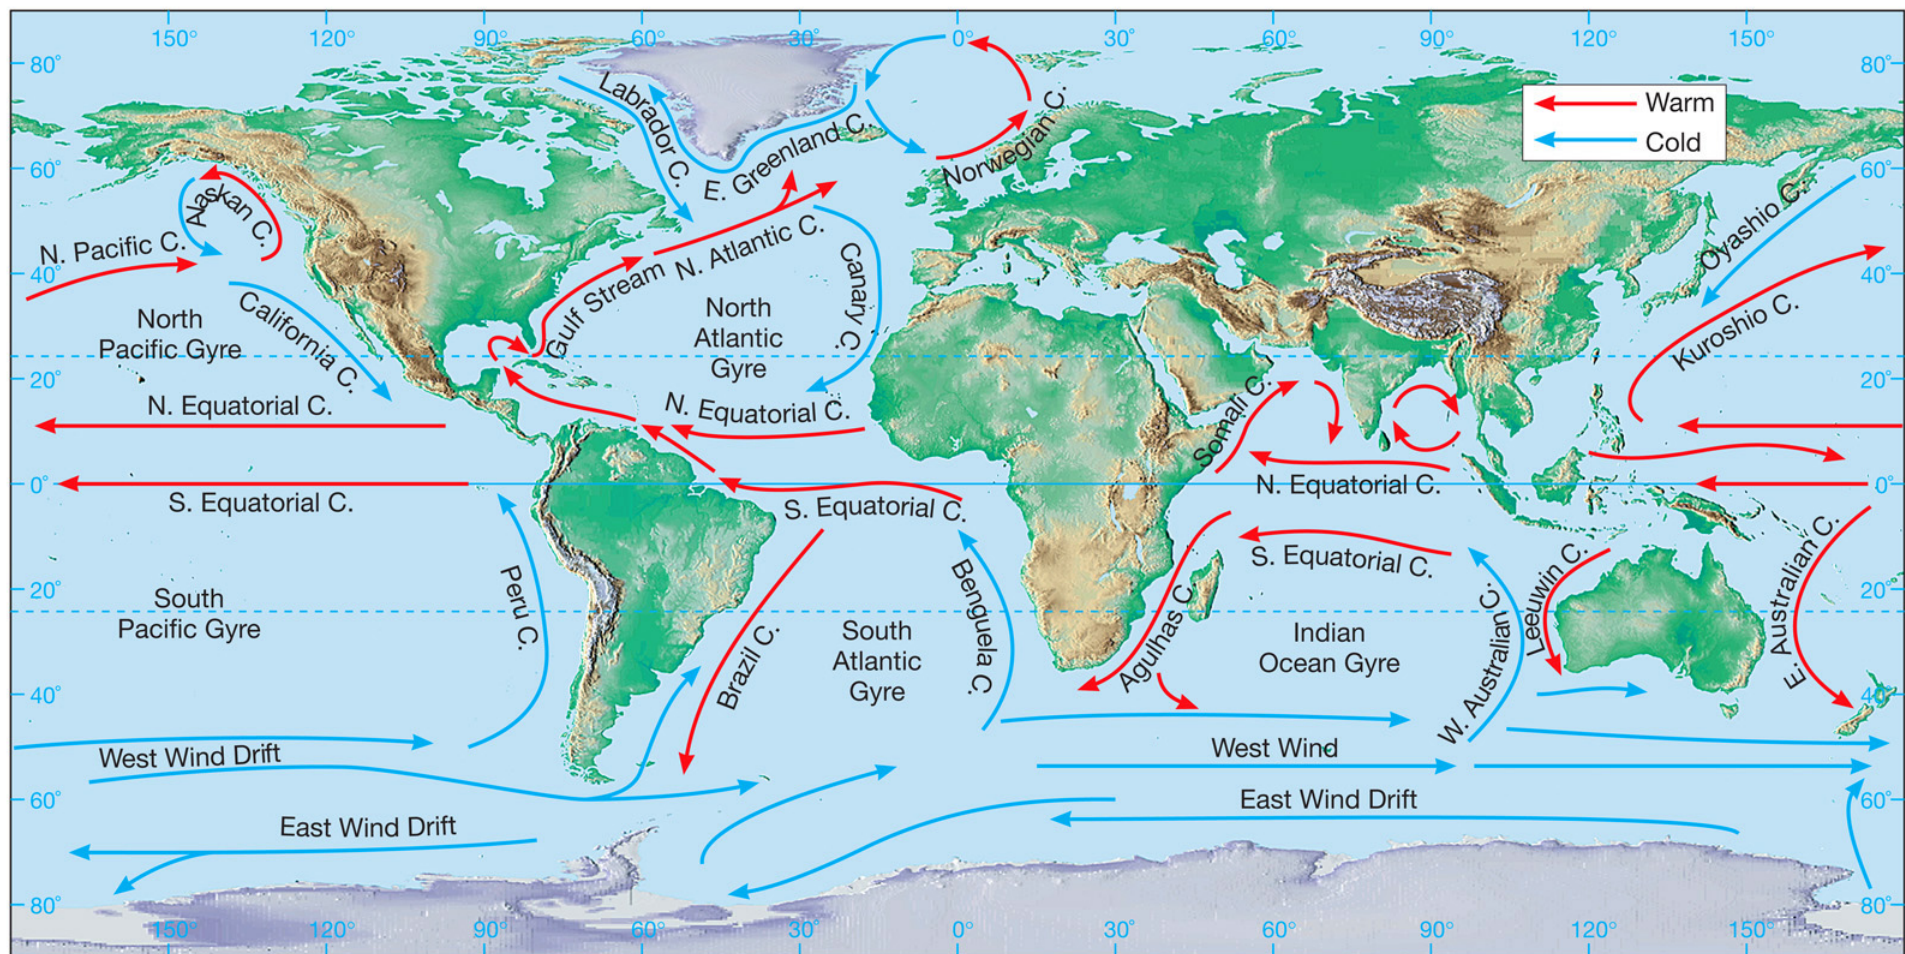 150° 120° 90° 60° 30° 0° 30° 60° 90° 120° 150°
80° 80°
Warm
Cold
Labrador C.
E. Greenland C.
Norwegian C.
60° 60°
Alaskan C.
N. Pacific C.
Oyashio C.
40° 40°
N. Atlantic C.
Gulf Stream
Canary C.
California C.
Kuroshio C.
North
Pacific Gyre
North
Atlantic
Gyre
20° 20°
N. Equatorial C.
N. Equatorial C.
Somali C.
0° 0°
S. Equatorial C.
S. Equatorial C.
N. Equatorial C.
S. Equatorial C.
Peru C.
Benguela C.
Leeuwin C.
E. Australian C.
20° 20°
South
Pacific Gyre
Brazil C.
South
Atlantic
Gyre
Agulhas C.
Indian
Ocean Gyre
W. Australian C.
40° 40°
West Wind Drift
West Wind
60° 60°
East Wind Drift
East Wind Drift
80° 80°
150° 120° 90° 60° 30° 0° 30° 60° 90° 120° 150°